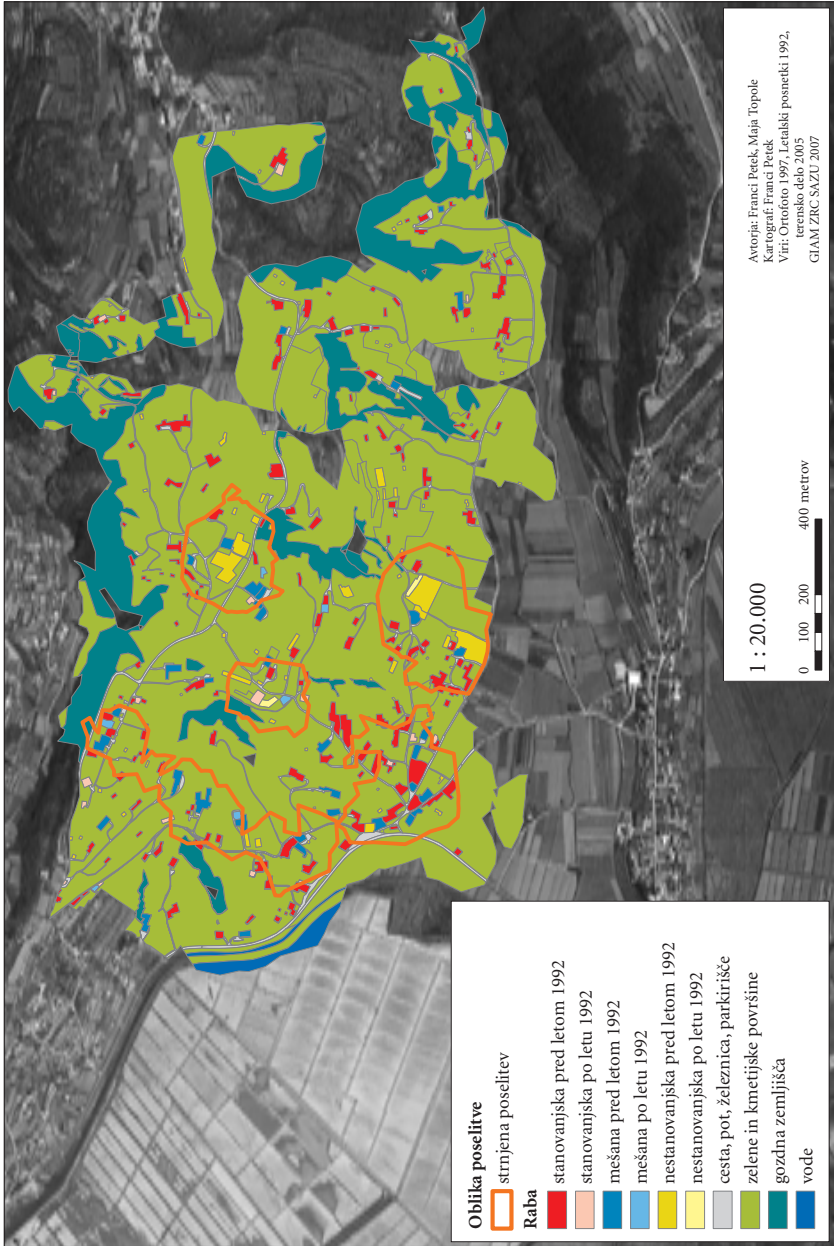 Oblika poselitve
strnjena poselitev
Raba
stanovanjska pred letom 1992
stanovanjska po letu 1992
mešana pred letom 1992
mešana po letu 1992
nestanovanjska pred letom 1992
nestanovanjska po letu 1992
cesta, pot, železnica, parkirišče
zelene in kmetijske površine
gozdna zemljišča
vode
1 : 20.000
0 100 200 400 metrov
Avtorja: Franci Petek, Maja Topole
Kartograf: Franci Petek
Viri: Ortofoto 1997, Letalski posnetki 1992,
terensko delo 2005
GIAM ZRC SAZU 2007